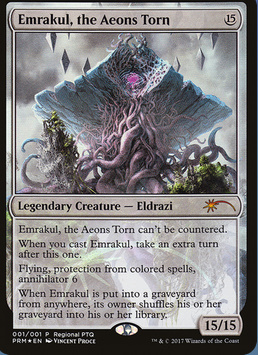 Emrakul, the Aeons Torn 15
Legendary Creature — Eldrazi
Emrakul, the Aeons Torn can't be countered.
When you cast Emrakul, take an extra turn
after this one.
Flying, protection from colored spells,
annihilator 6
When Emrakul is put into a graveyard
from anywhere, its owner shuffles his or her
graveyard into his or her library.
15/15
001/001 P Regional PTQ
PRM • EN Vincent Proce
™ & © 2017 Wizards of the Coast